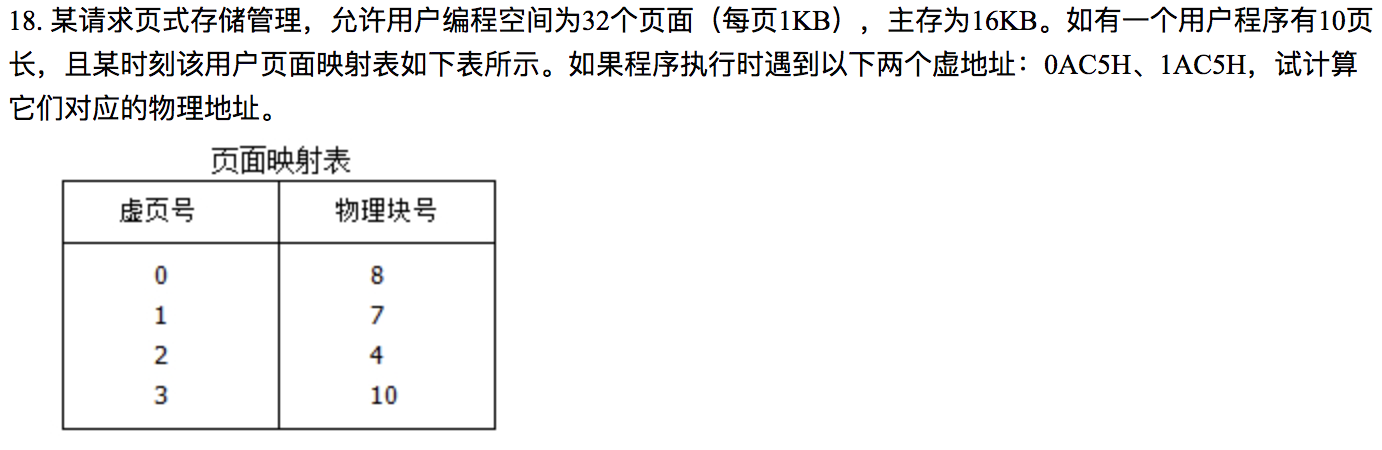 18. 某请求页式存储管理，允许用户编程空间为32个页面（每页1KB），主存为16KB。如有一个用户程序有10页
长，且某时刻该用户页面映射表如下表所示。如果程序执行时遇到以下两个虚地址：0AC5H、1AC5H，试计算
它们对应的物理地址。
页面映射表
虚页号 物理块号
0 8
1 7
2 4
3 10